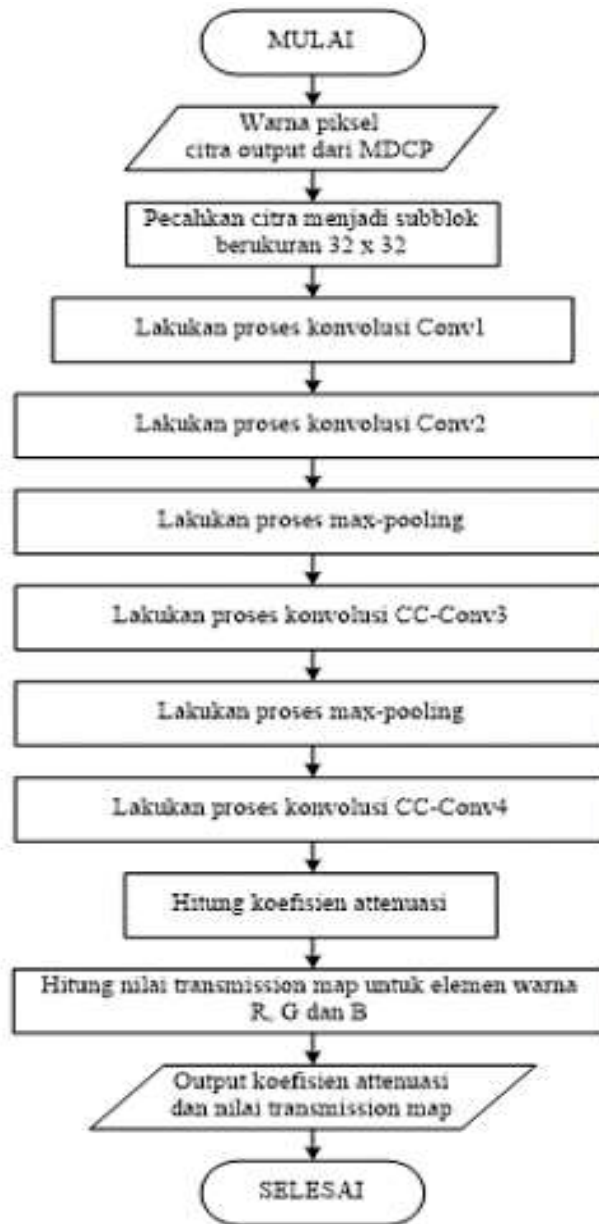 MULAI
Warna piksel
citra output dari MDCP
Pecahkan citra menjadi subblok
berukuran 32 x 32
Lakukan proses konvolusi Conv1
Lakukan proses konvolusi Conv2
Lakukan proses max-pooling
Lakukan proses konvolusi CC-Conv3
Lakukan proses max-pooling
Lakukan proses konvolusi CC-Conv4
Hitung koefisien attenuasi
Hitung nilai transmission map untuk elemen warna
R, G dan B
Output koefisien attenuasi
dan nilai transmission map
SELESAI